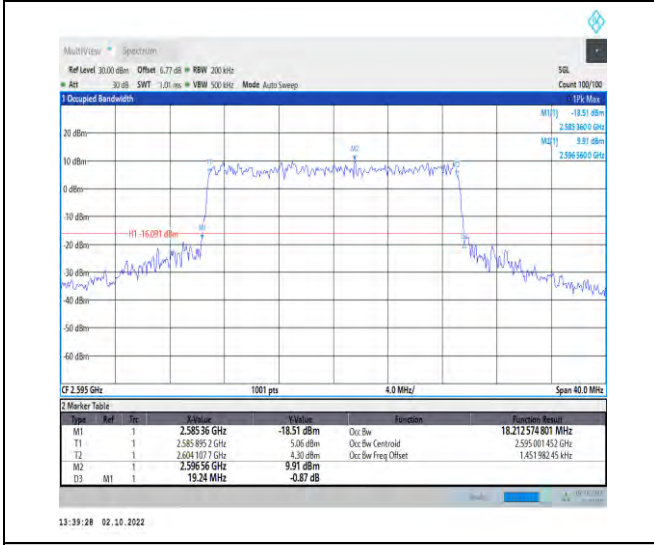 MultiView Spectrum
Ref Level 30.00 dBm Offset 6.77 dB RBW 200 kHz SGL
Att 30 dB SWT 1.01 ms VBW 500 kHz Mode Auto Sweep Count 100/100
1 Occupied Bandwidth 1Pk Max
M1[1] -18.51 dBm
2.585 360 0 GHz
M2[1] 9.91 dBm
2.596 560 0 GHz
20 dBm
10 dBm
0 dBm
-10 dBm
H1 -16.091 dBm
-20 dBm
-30 dBm
-40 dBm
-50 dBm
-60 dBm
M2
T1
M1
CF 2.595 GHz 1001 pts 4.0 MHz/ Span 40.0 MHz
2 Marker Table
Type Ref Trc X-Value Y-Value Function Function Result
M1 1 2.585 36 GHz -18.51 dBm Occ Bw 18.212 574 801 MHz
T1 1 2.585 895 2 GHz 5.06 dBm Occ Bw Centroid 2.595 001 452 GHz
T2 1 2.604 107 7 GHz 4.30 dBm Occ Bw Freq Offset 1.451 982 45 kHz
M2 1 2.596 56 GHz 9.91 dBm
D3 M1 1 19.24 MHz -0.87 dB
13:39:28 02.10.2022